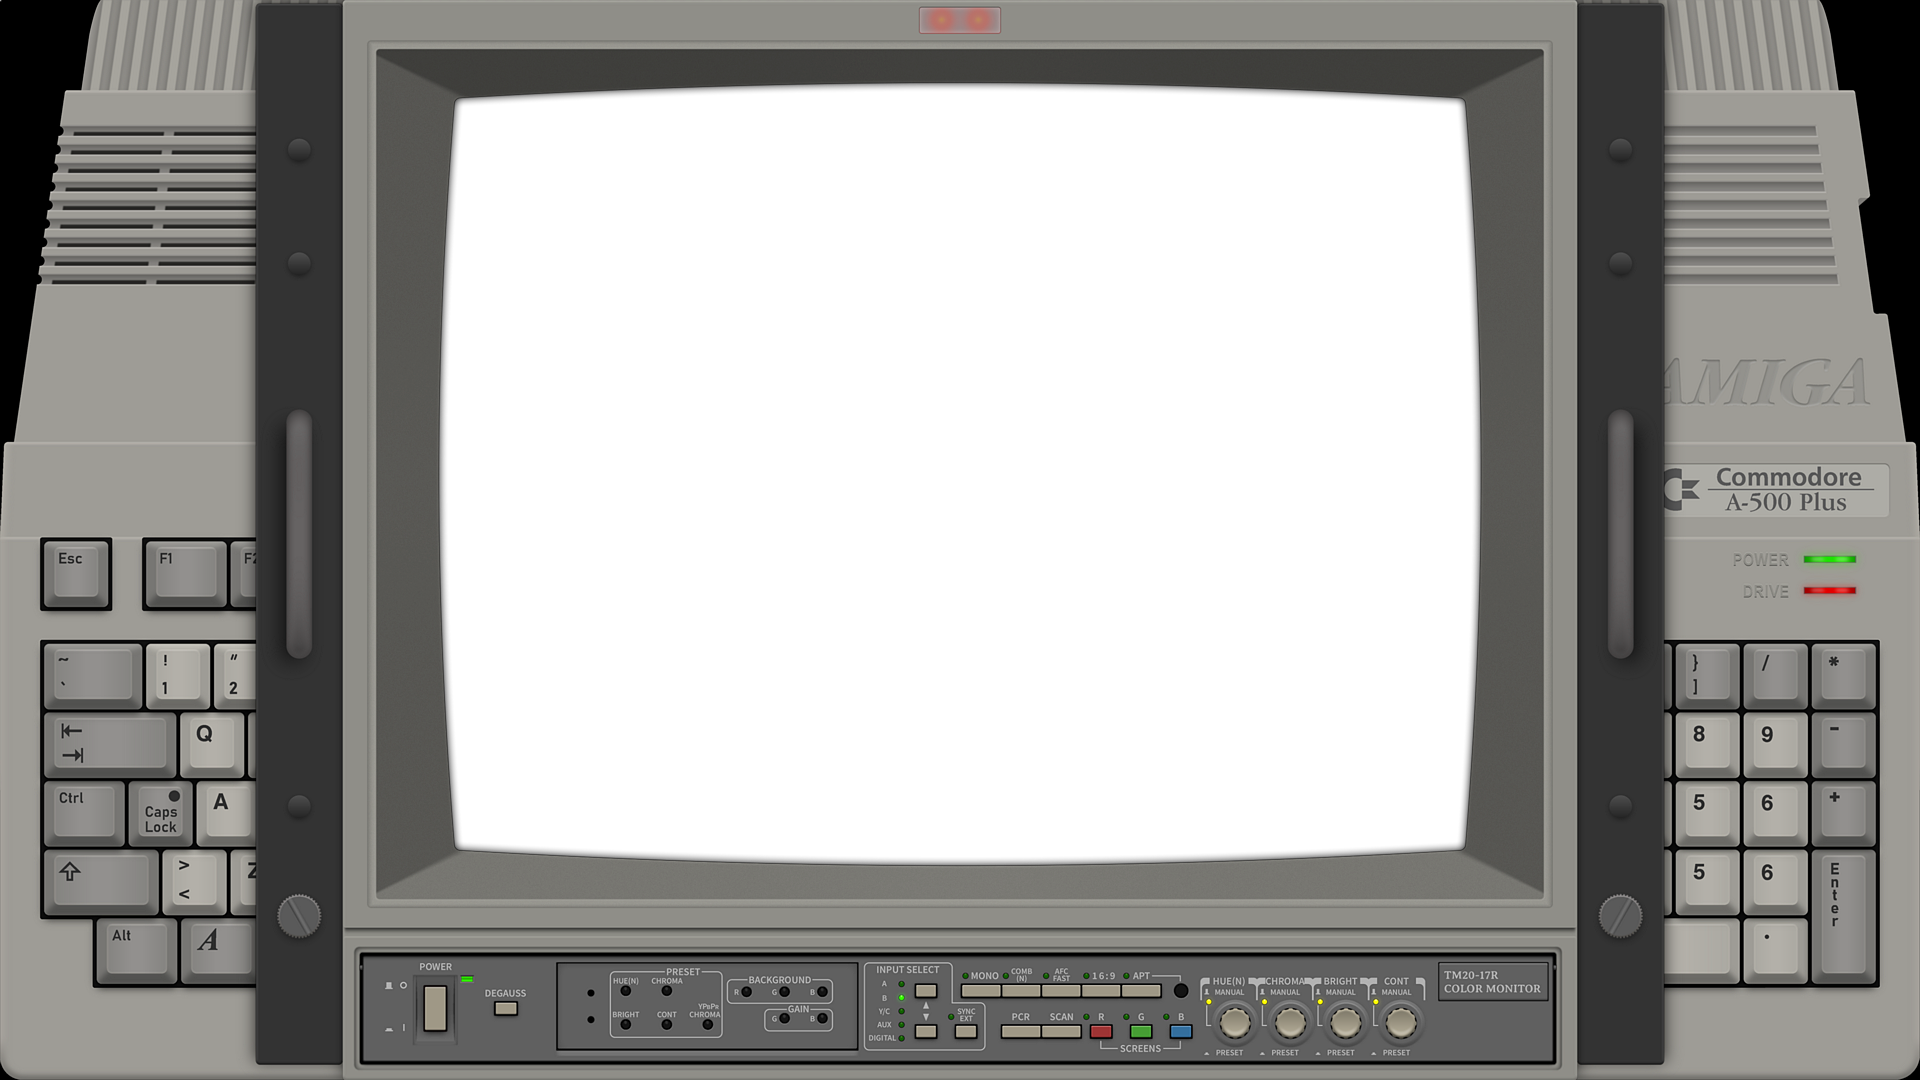 AMIGA
Commodore
A-500 Plus
POWER
DRIVE
Esc
F1
F2
~
`
!
1
"
2
Q
Ctrl
Caps
Lock
A
>
<
Z
Alt
A
}
]
/
*
8
9
-
5
6
+
5
6
Enter
.
POWER
O
I
DEGAUSS
PRESET
HUE(N)
CHROMA
BRIGHT
CONT
YPBPR
CHROMA
BACKGROUND
R
G
B
GAIN
G
B
INPUT SELECT
A
B
Y/C
AUX
DIGITAL
SYNC
EXT
MONO
COMB
(N)
AFC
FAST
16:9
APT
PCR
SCAN
R
G
B
SCREENS
HUE(N)
CHROMA
BRIGHT
CONT
MANUAL
MANUAL
MANUAL
MANUAL
PRESET
PRESET
PRESET
PRESET
TM20-17R
COLOR MONITOR